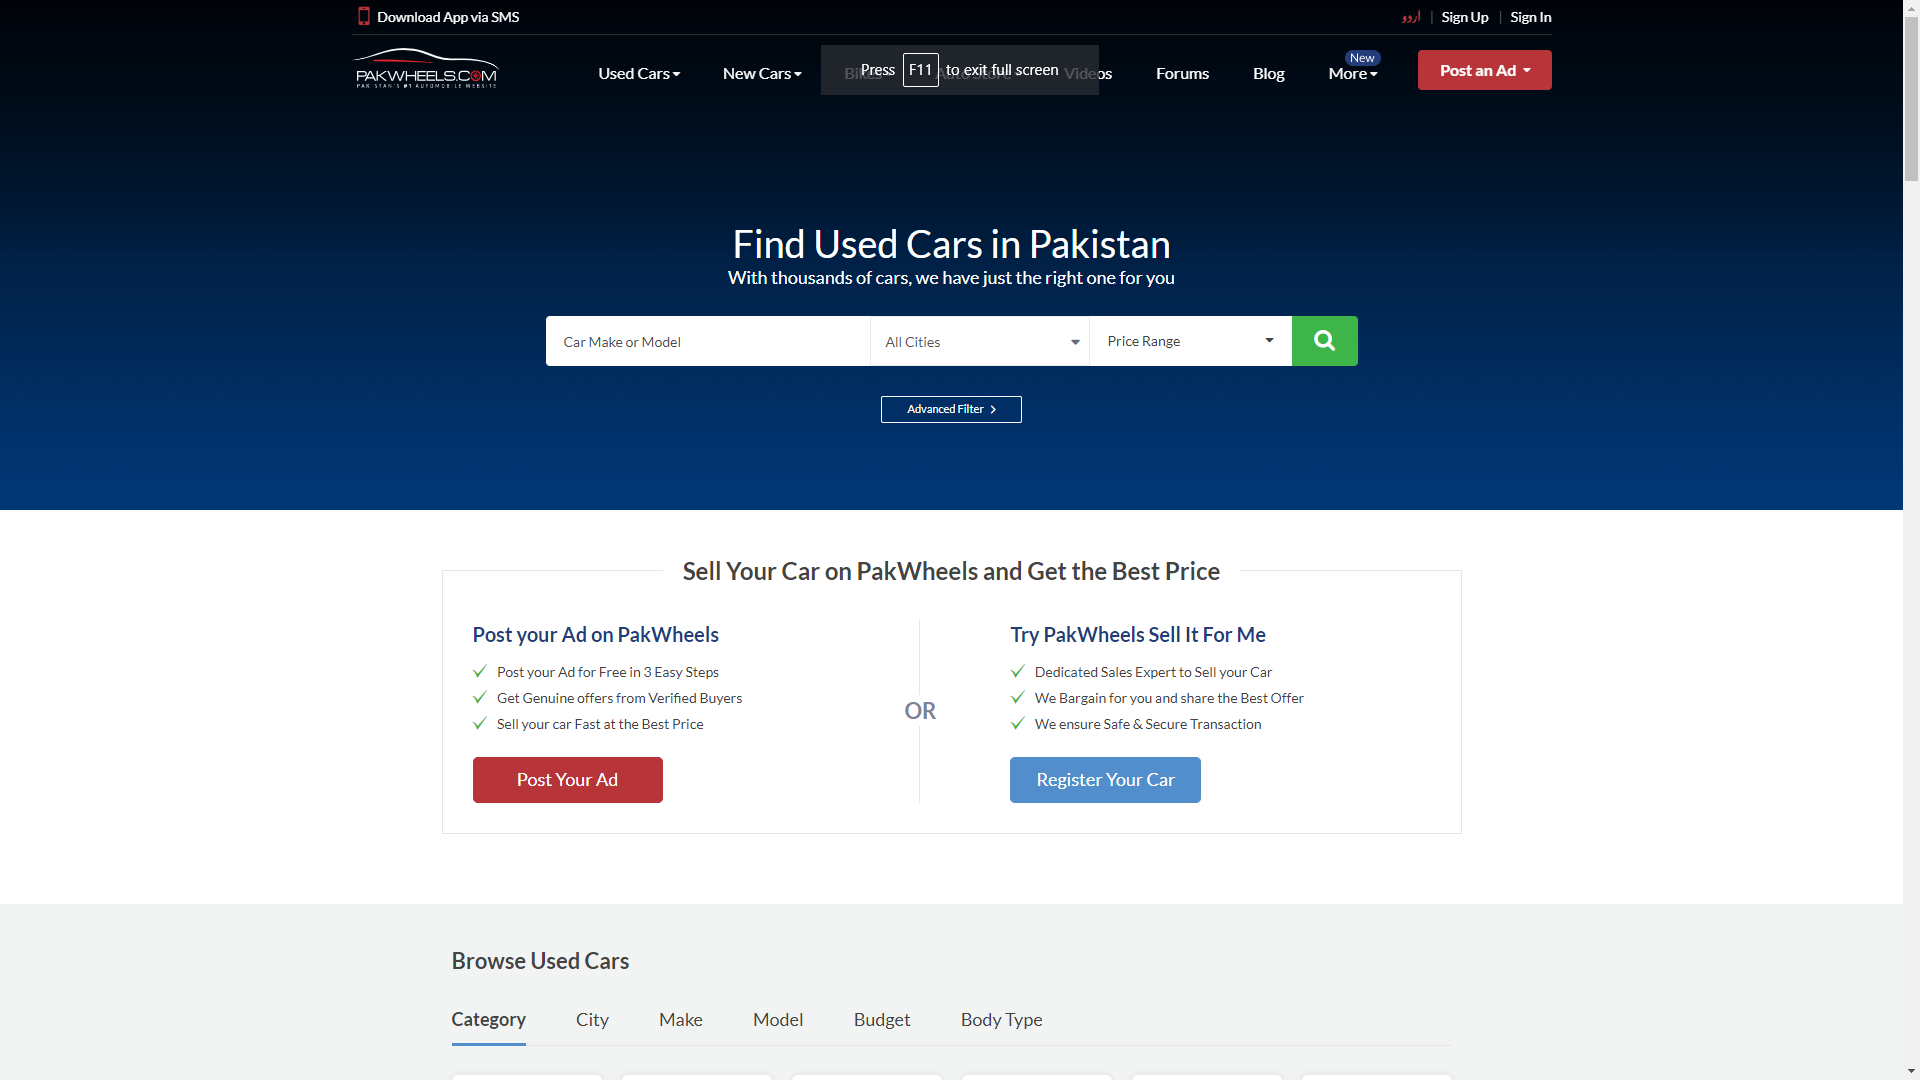 Download App via SMS
اردو | Sign Up | Sign In
PAKWHEELS.COM
PAKISTAN'S #1 AUTOMOBILE WEBSITE
Used Cars
New Cars
Bikes
Auto Store
Videos
Forums
Blog
More
New
Post an Ad
Press F11 to exit full screen
Find Used Cars in Pakistan
With thousands of cars, we have just the right one for you
Car Make or Model
All Cities
Price Range
Advanced Filter
Sell Your Car on PakWheels and Get the Best Price
Post your Ad on PakWheels
Post your Ad for Free in 3 Easy Steps
Get Genuine offers from Verified Buyers
Sell your car Fast at the Best Price
Post Your Ad
OR
Try PakWheels Sell It For Me
Dedicated Sales Expert to Sell your Car
We Bargain for you and share the Best Offer
We ensure Safe & Secure Transaction
Register Your Car
Browse Used Cars
Category
City
Make
Model
Budget
Body Type